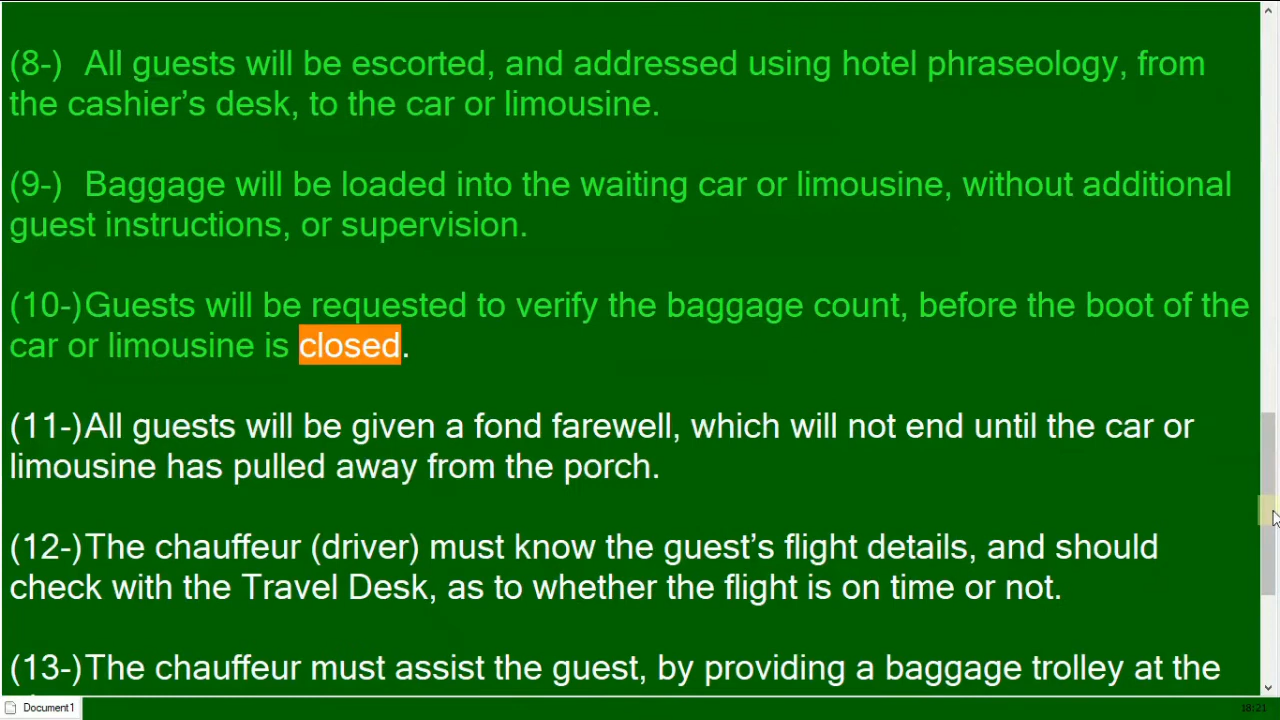 (8-) All guests will be escorted, and addressed using hotel phraseology, from
the cashier’s desk, to the car or limousine.
(9-) Baggage will be loaded into the waiting car or limousine, without additional
guest instructions, or supervision.
(10-)Guests will be requested to verify the baggage count, before the boot of the
car or limousine is closed.
(11-)All guests will be given a fond farewell, which will not end until the car or
limousine has pulled away from the porch.
(12-)The chauffeur (driver) must know the guest’s flight details, and should
check with the Travel Desk, as to whether the flight is on time or not.
(13-)The chauffeur must assist the guest, by providing a baggage trolley at the
Document1
18:21